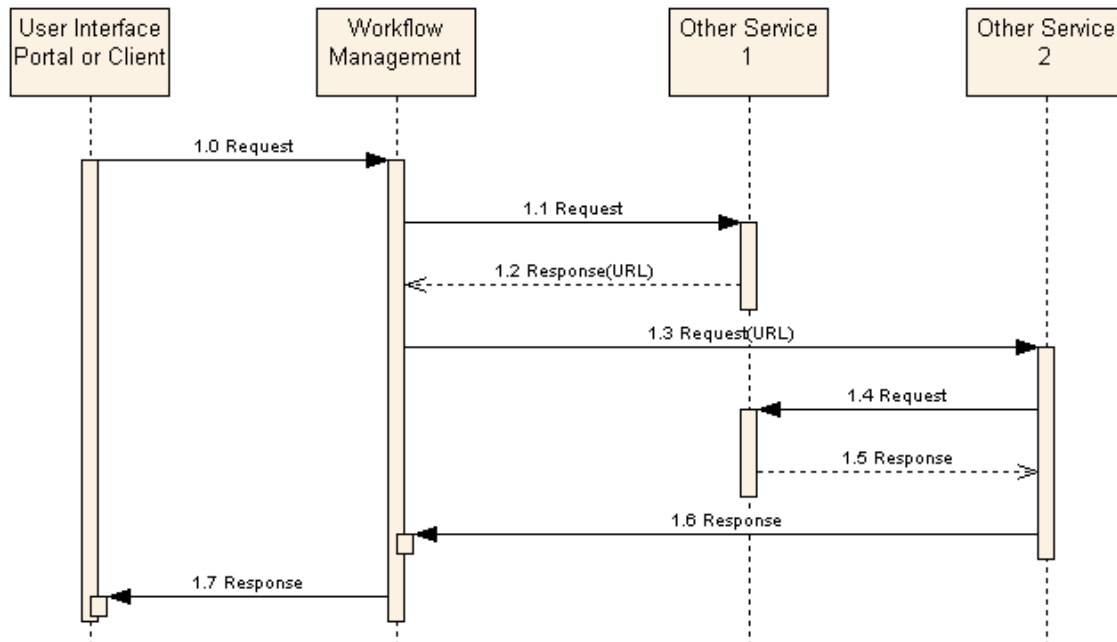 User Interface
Portal or Client
Workflow
Management
Other Service
1
Other Service
2
1.0 Request
1.1 Request
1.2 Response(URL)
1.3 Request(URL)
1.4 Request
1.5 Response
1.6 Response
1.7 Response